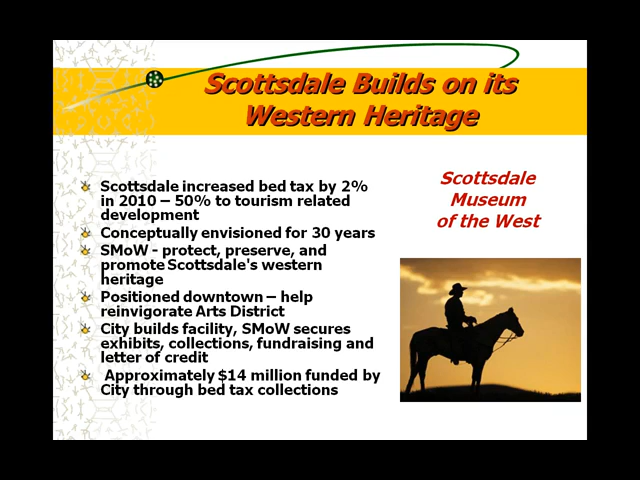 Scottsdale Builds on its
Western Heritage
Scottsdale increased bed tax by 2%
in 2010 – 50% to tourism related
development
Conceptually envisioned for 30 years
SMoW - protect, preserve, and
promote Scottsdale's western
heritage
Positioned downtown – help
reinvigorate Arts District
City builds facility, SMoW secures
exhibits, collections, fundraising and
letter of credit
Approximately $14 million funded by
City through bed tax collections
Scottsdale
Museum
of the West